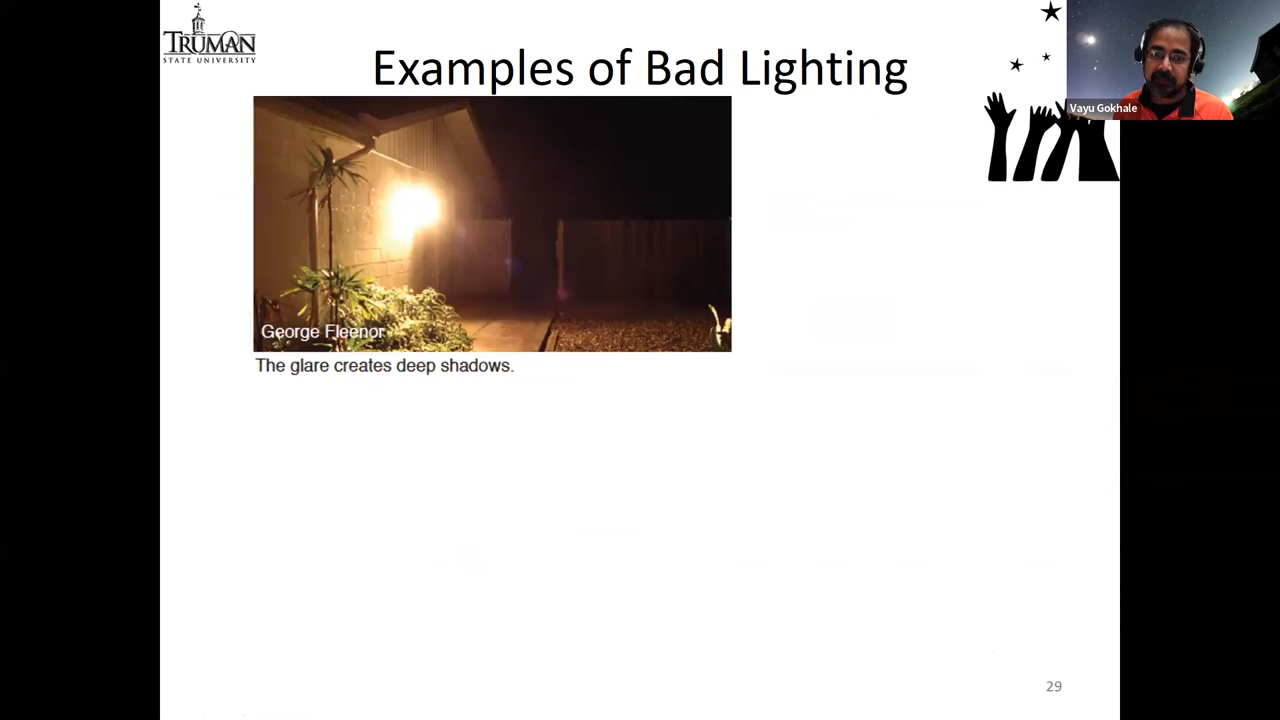 TRUMAN
STATE UNIVERSITY
Examples of Bad Lighting
Vayu Gokhale
George Fleenor
The glare creates deep shadows.
29